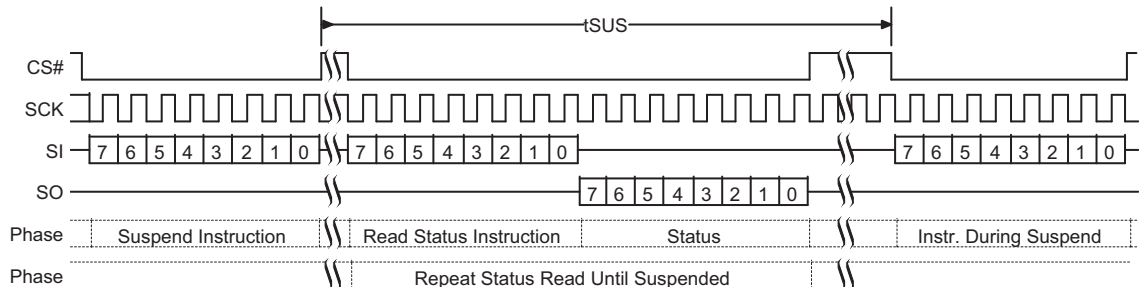 tSUS
CS#
SCK
SI 7 6 5 4 3 2 1 0 7 6 5 4 3 2 1 0 7 6 5 4 3 2 1 0
SO 7 6 5 4 3 2 1 0
Phase Suspend Instruction Read Status Instruction Status Instr. During Suspend
Phase Repeat Status Read Until Suspended